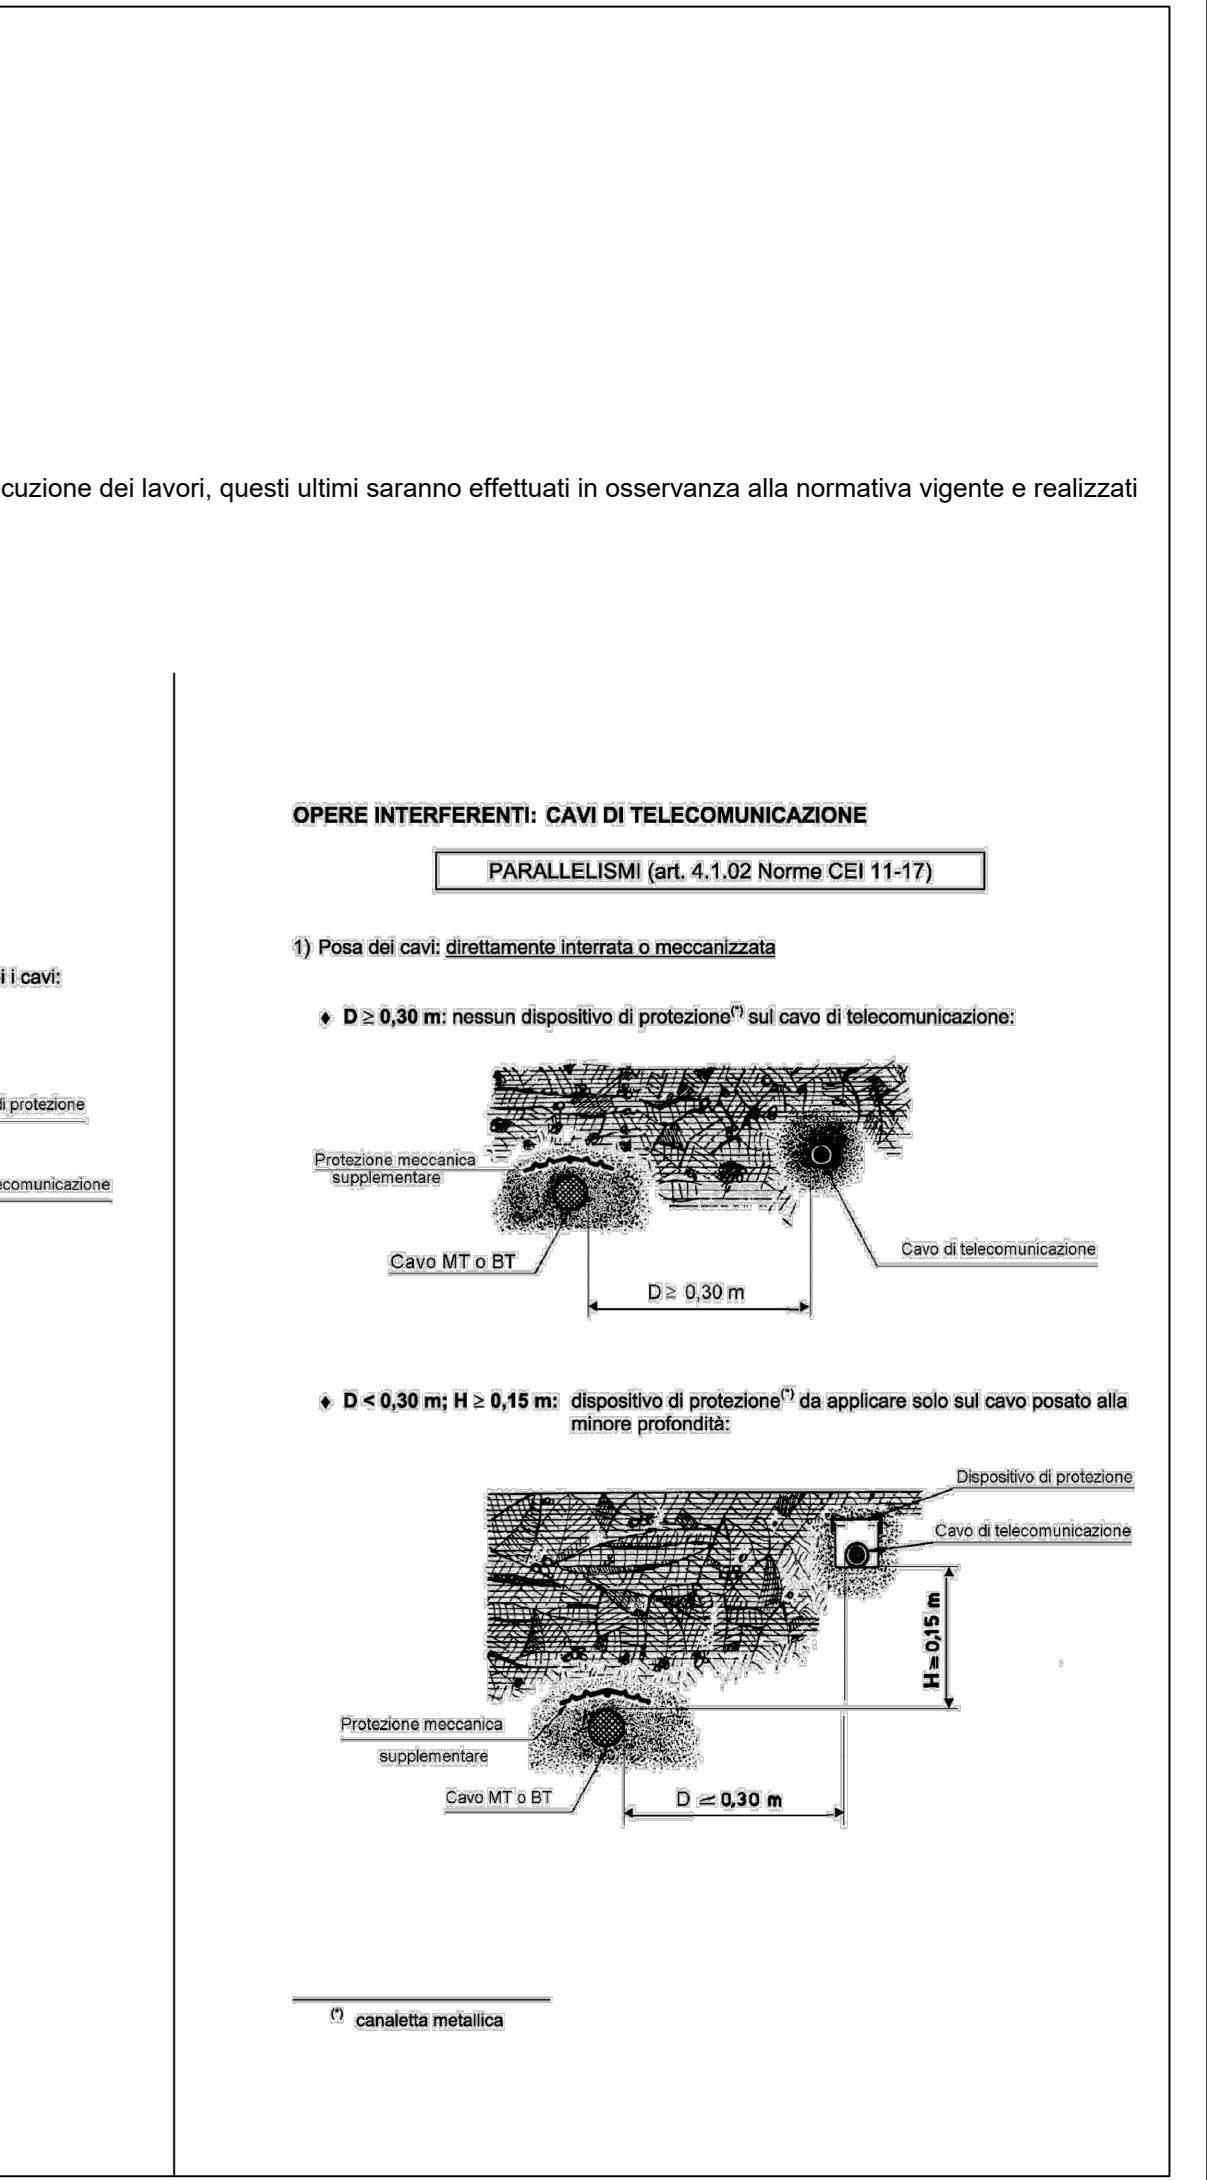 cuzione dei lavori, questi ultimi saranno effettuati in osservanza alla normativa vigente e realizzati
i i cavi:
di protezione
ecomunicazione
OPERE INTERFERENTI: CAVI DI TELECOMUNICAZIONE
PARALLELISMI (art. 4.1.02 Norme CEI 11-17)
1) Posa dei cavi: direttamente interrata o meccanizzata
♦ D ≥ 0,30 m: nessun dispositivo di protezione(*) sul cavo di telecomunicazione:
Protezione meccanica
supplementare
Cavo MT o BT
Cavo di telecomunicazione
D ≥ 0,30 m
♦ D < 0,30 m; H ≥ 0,15 m: dispositivo di protezione(*) da applicare solo sul cavo posato alla
minore profondità:
Dispositivo di protezione
Cavo di telecomunicazione
H ≥ 0,15 m
Protezione meccanica
supplementare
Cavo MT o BT
D < 0,30 m
(*) canaletta metallica